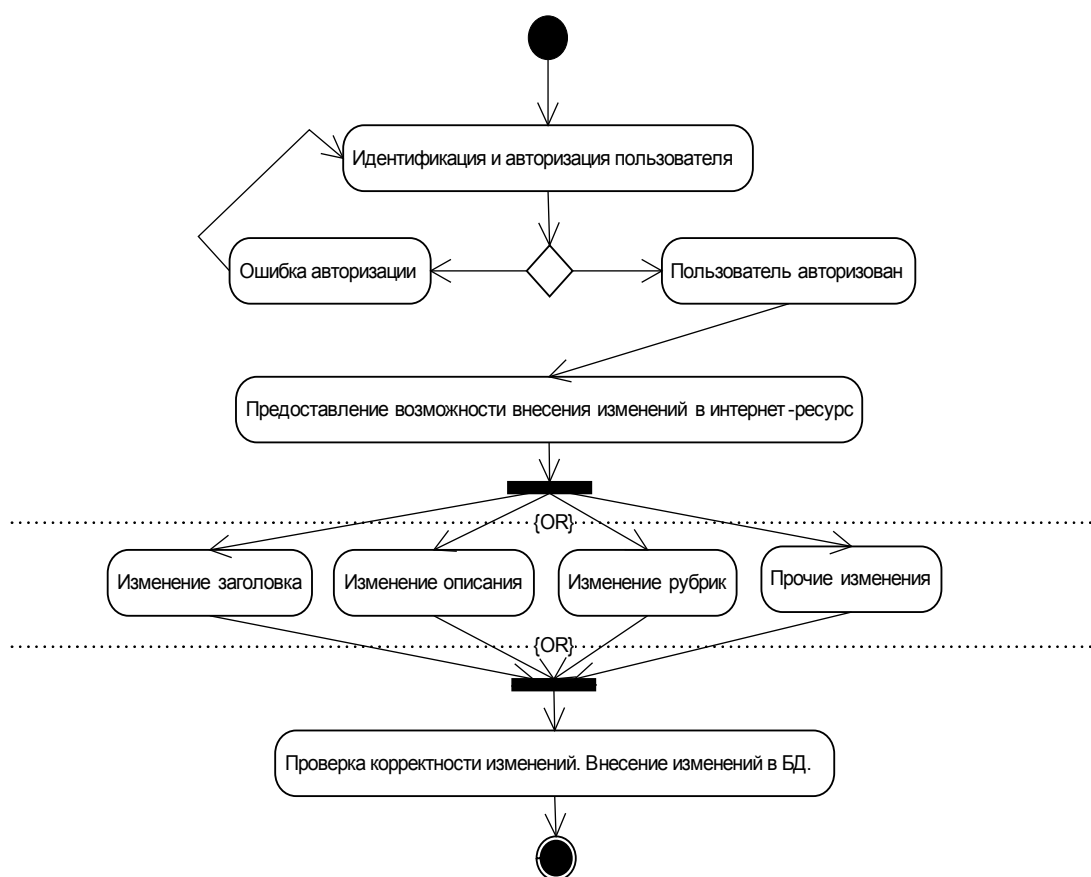 Идентификация и авторизация пользователя
Ошибка авторизации
Пользователь авторизован
Предоставление возможности внесения изменений в интернет-ресурс
{OR}
Изменение заголовка
Изменение описания
Изменение рубрик
Прочие изменения
{OR}
Проверка корректности изменений. Внесение изменений в БД.